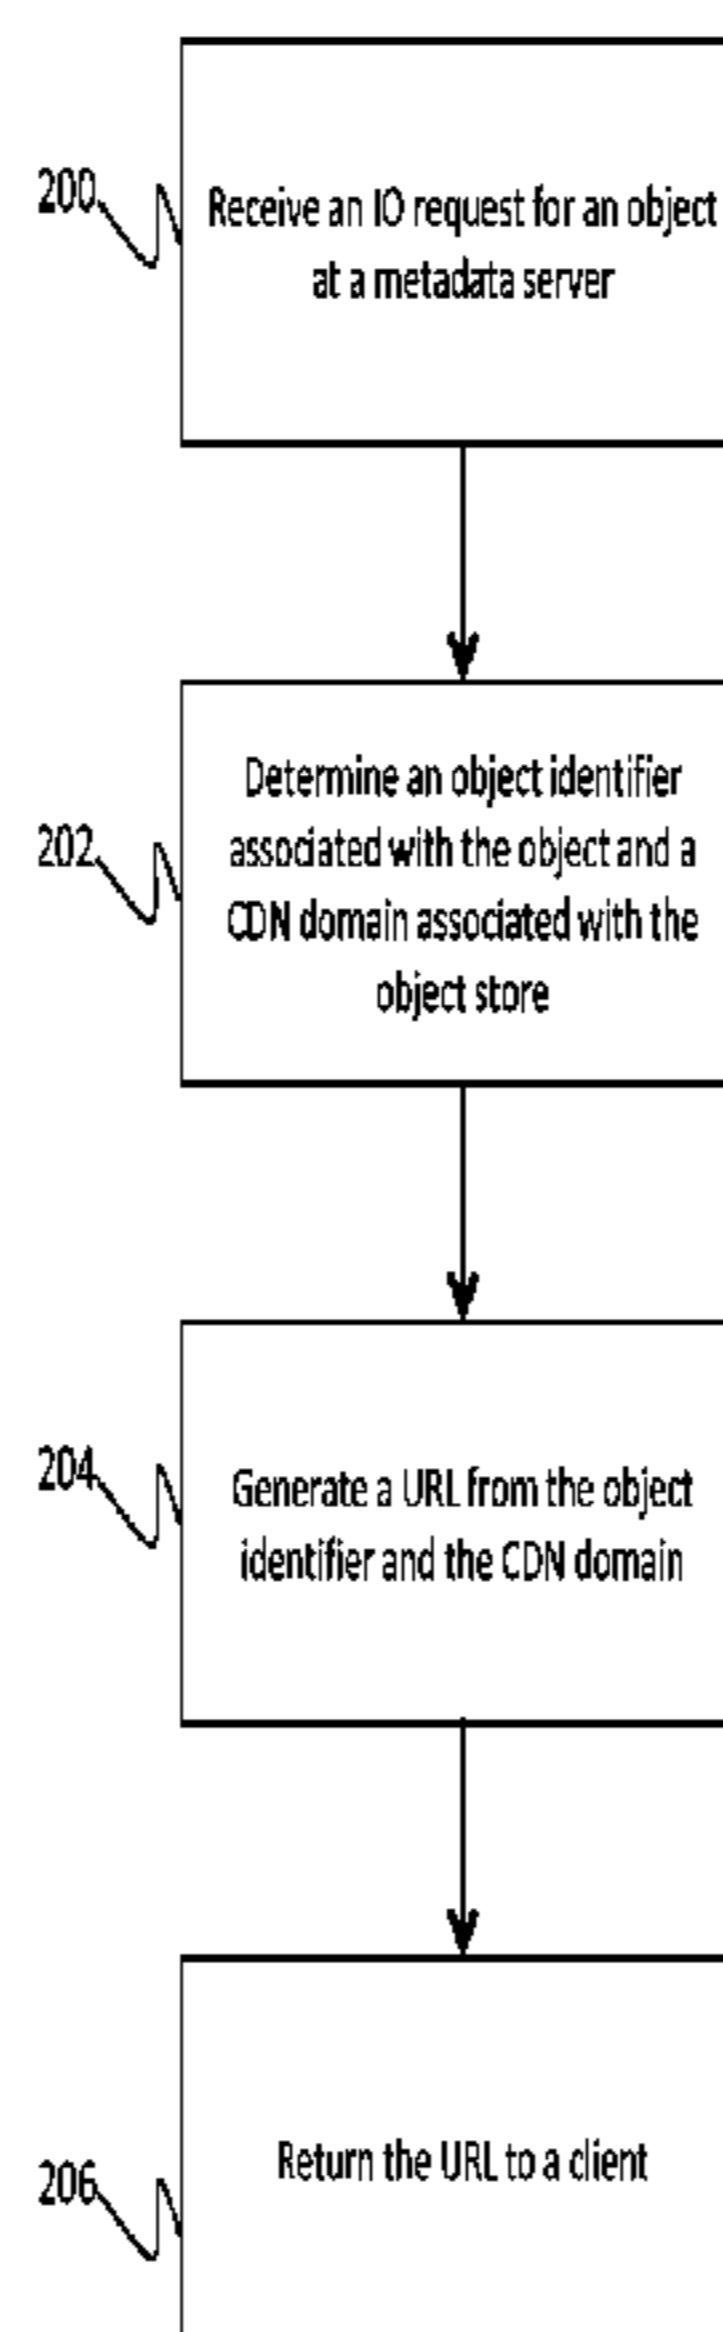 200
Receive an IO request for an object
at a metadata server
202
Determine an object identifier
associated with the object and a
CDN domain associated with the
object store
204
Generate a URL from the object
identifier and the CDN domain
206
Return the URL to a client